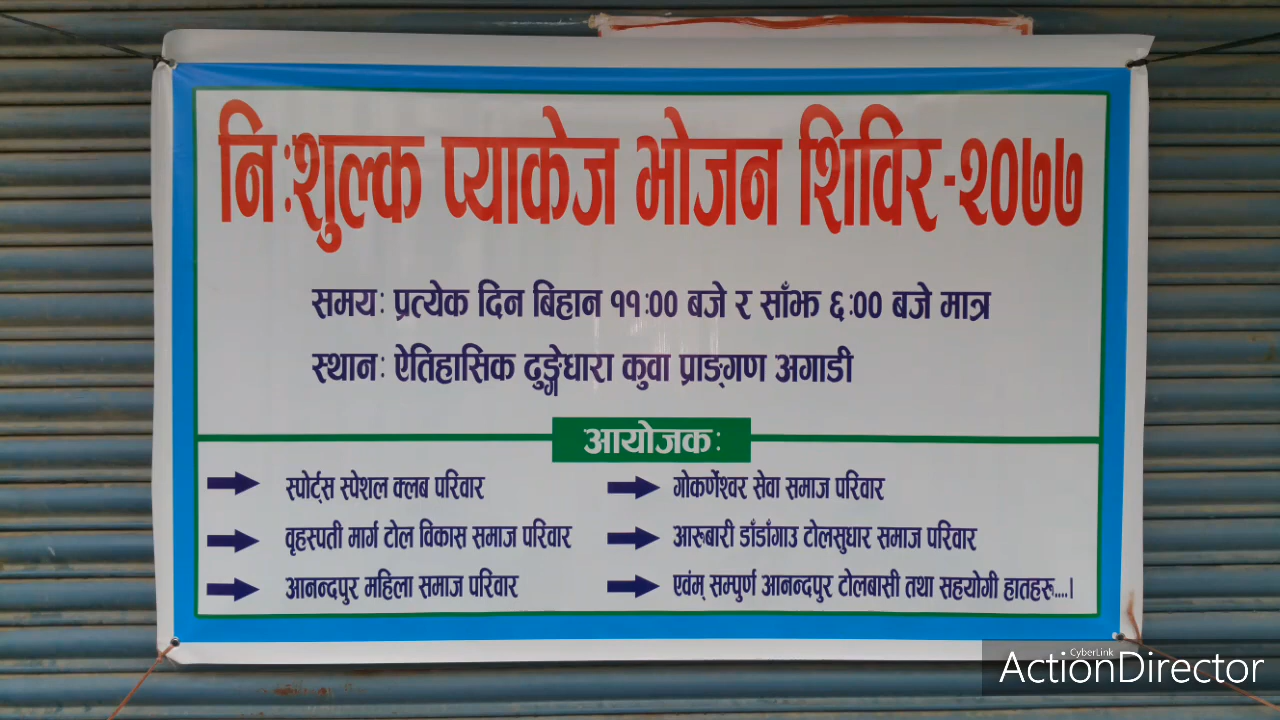 निःशुल्क प्याकेज भोजन शिविर-२०७७
समयः प्रत्येक दिन बिहान ११:०० बजे र साँझ ६:०० बजे मात्र
स्थानः ऐतिहासिक ढुङ्गेधारा कुवा प्राङ्गण अगाडी
आयोजकः
स्पोर्ट्स स्पेशल क्लब परिवार
वृहस्पती मार्ग टोल विकास समाज परिवार
आनन्दपुर महिला समाज परिवार
गोकर्णेश्वर सेवा समाज परिवार
आरुबारी डाँडाँगाउ टोलसुधार समाज परिवार
एवंम् सम्पुर्ण आनन्दपुर टोलबासी तथा सहयोगी हातहरू....।
CyberLink
ActionDirector